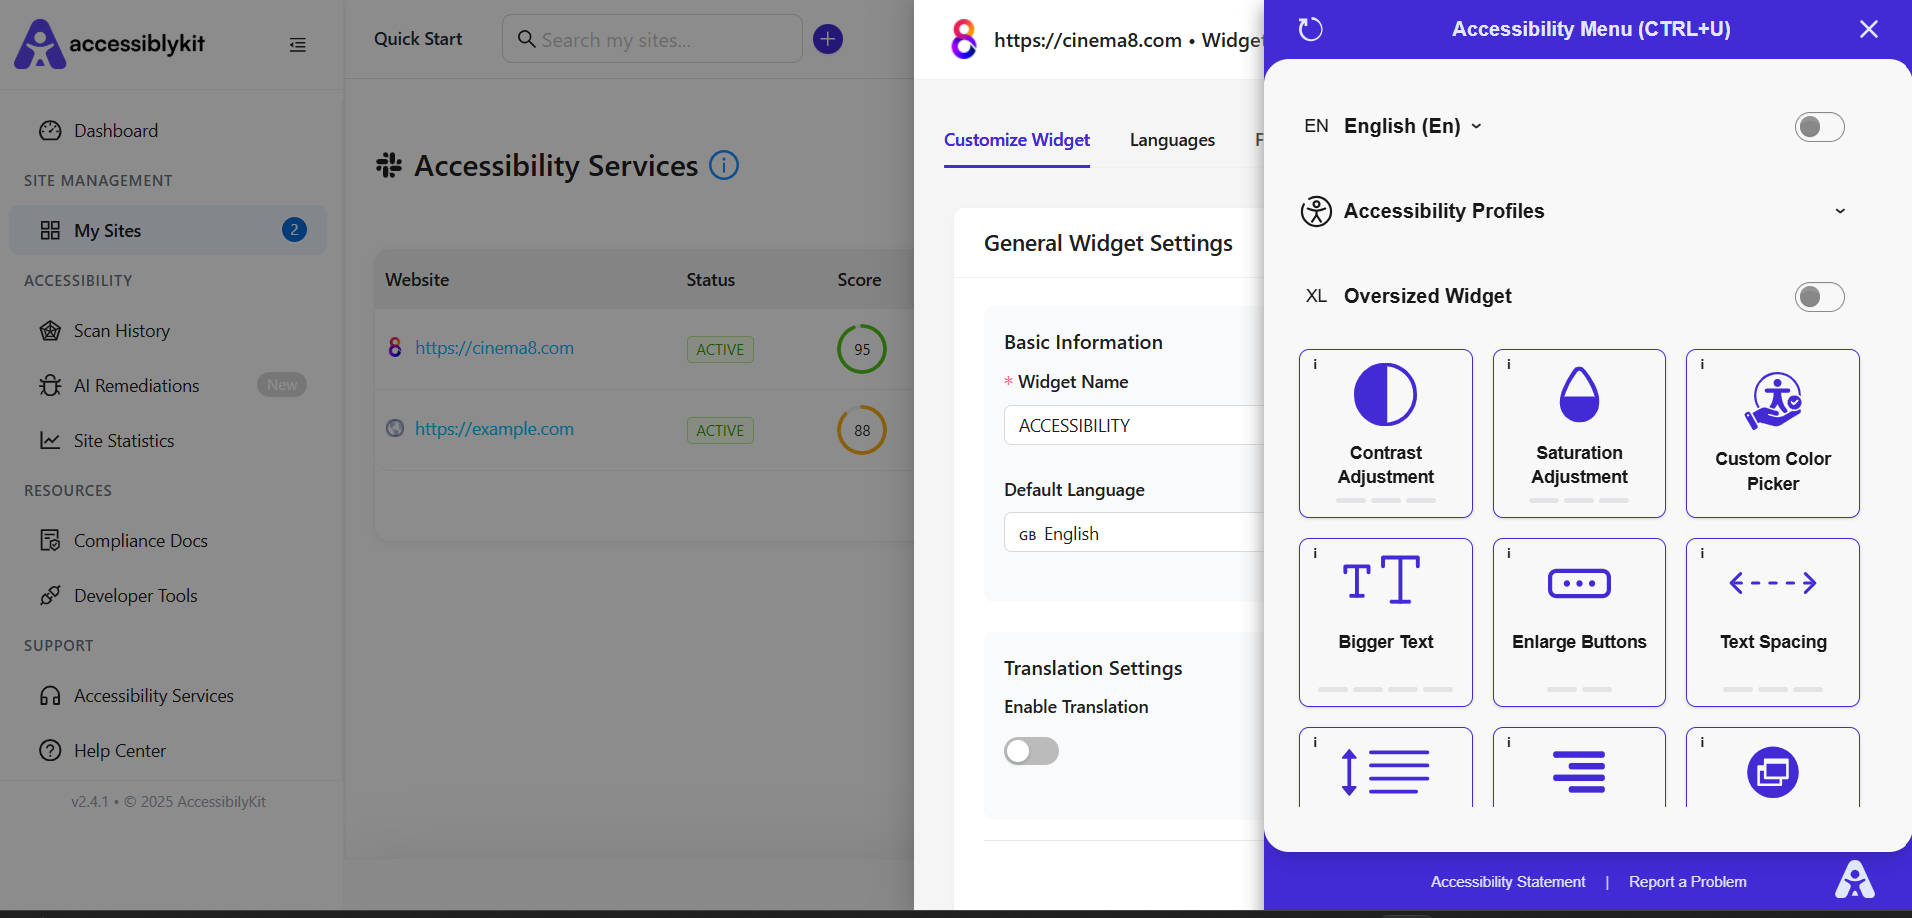 accessiblykit
Dashboard
SITE MANAGEMENT
My Sites
2
ACCESSIBILITY
Scan History
AI Remediations
New
Site Statistics
RESOURCES
Compliance Docs
Developer Tools
SUPPORT
Accessibility Services
Help Center
v2.4.1 • © 2025 AccessibilyKit
Quick Start
Search my sites...
Accessibility Services
Website Status Score
https://cinema8.com ACTIVE 95
https://example.com ACTIVE 88
https://cinema8.com • Widget
Customize Widget Languages F
General Widget Settings
Basic Information
* Widget Name
ACCESSIBILITY
Default Language
GB English
Translation Settings
Enable Translation
Accessibility Menu (CTRL+U)
EN English (En)
Accessibility Profiles
XL Oversized Widget
i
Contrast
Adjustment
i
Saturation
Adjustment
i
Custom Color
Picker
i
Bigger Text
i
Enlarge Buttons
i
Text Spacing
i
i
i
Accessibility Statement | Report a Problem